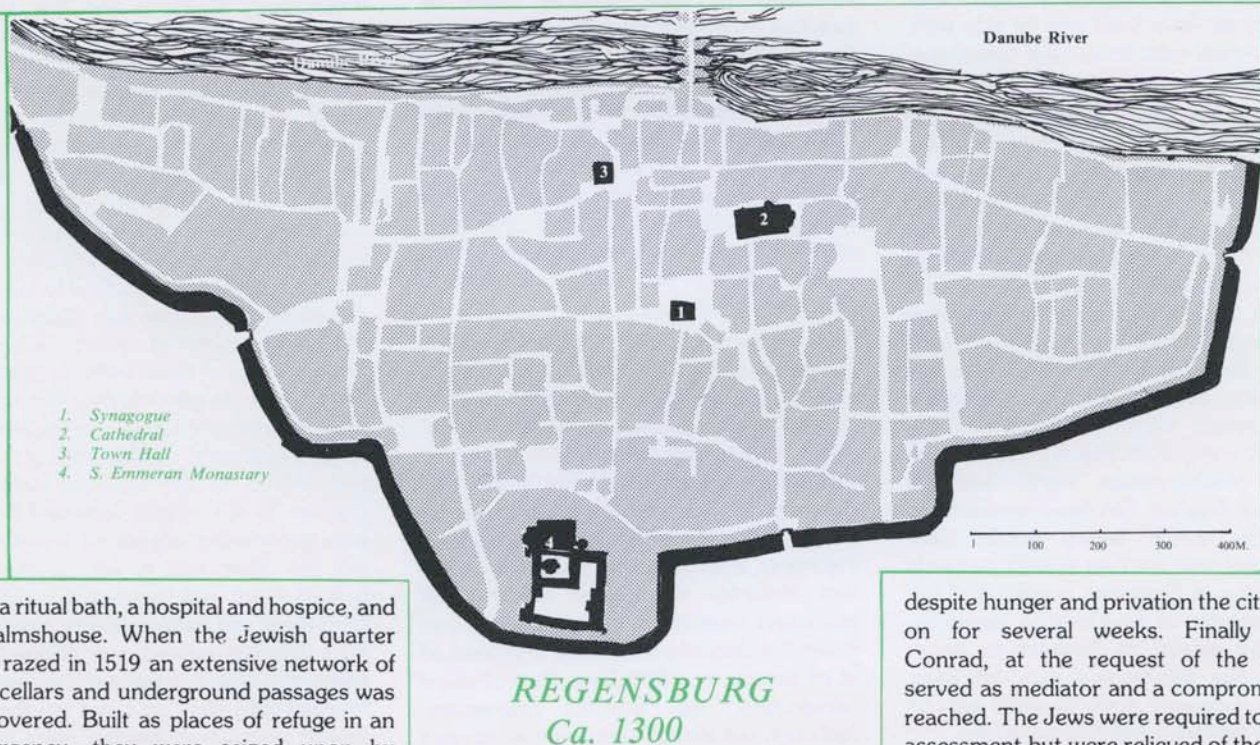 Danube River
Danube River
3
2
1
1. Synagogue
2. Cathedral
3. Town Hall
4. S. Emmeran Monastary
4
1 100 200 300 400M.
REGENSBURG
Ca. 1300
a ritual bath, a hospital and hospice, and
almshouse. When the Jewish quarter
razed in 1519 an extensive network of
cellars and underground passages was
overed. Built as places of refuge in an
despite hunger and privation the cit
on for several weeks. Finally
Conrad, at the request of the
served as mediator and a comprom
reached. The Jews were required to